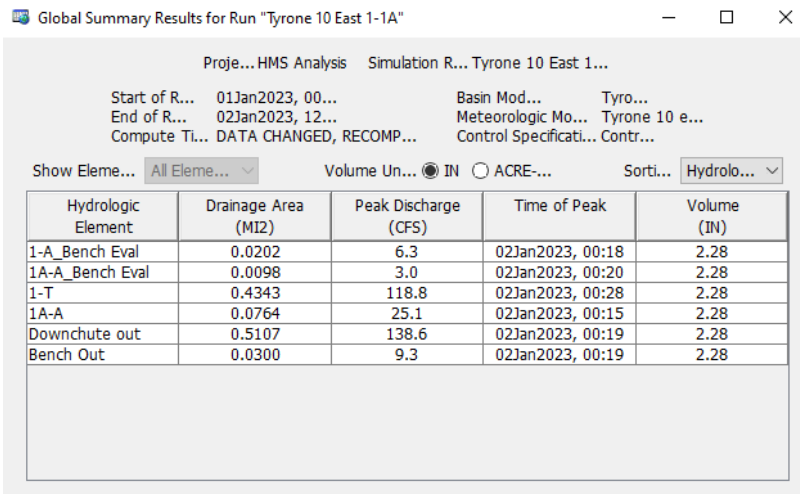 Global Summary Results for Run "Tyrone 10 East 1-1A"
Proje... HMS Analysis Simulation R... Tyrone 10 East 1...
Start of R... 01Jan2023, 00... Basin Mod... Tyro...
End of R... 02Jan2023, 12... Meteorologic Mo... Tyrone 10 e...
Compute Ti... DATA CHANGED, RECOMP... Control Specificati... Contr...
Show Eleme... All Eleme... Volume Un... IN ACRE-... Sorti... Hydrolo...
Hydrologic Drainage Area Peak Discharge Time of Peak Volume
Element (MI2) (CFS) (IN)
1-A_Bench Eval 0.0202 6.3 02Jan2023, 00:18 2.28
1A-A_Bench Eval 0.0098 3.0 02Jan2023, 00:20 2.28
1-T 0.4343 118.8 02Jan2023, 00:28 2.28
1A-A 0.0764 25.1 02Jan2023, 00:15 2.28
Downchute out 0.5107 138.6 02Jan2023, 00:19 2.28
Bench Out 0.0300 9.3 02Jan2023, 00:19 2.28